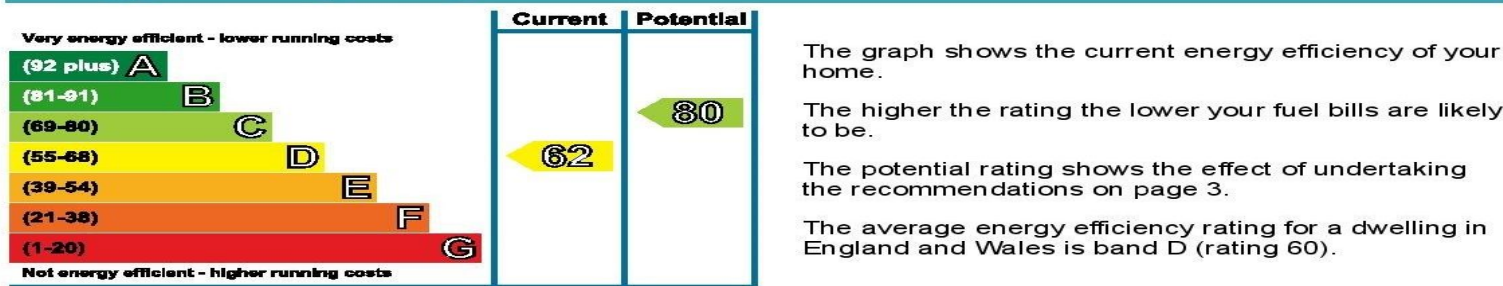 Current Potential
Very energy efficient - lower running costs
(92 plus) A
(81-91) B
(69-80) C
(55-68) D
(39-54) E
(21-38) F
(1-20) G
Not energy efficient - higher running costs
62
80
The graph shows the current energy efficiency of your
home.
The higher the rating the lower your fuel bills are likely
to be.
The potential rating shows the effect of undertaking
the recommendations on page 3.
The average energy efficiency rating for a dwelling in
England and Wales is band D (rating 60).